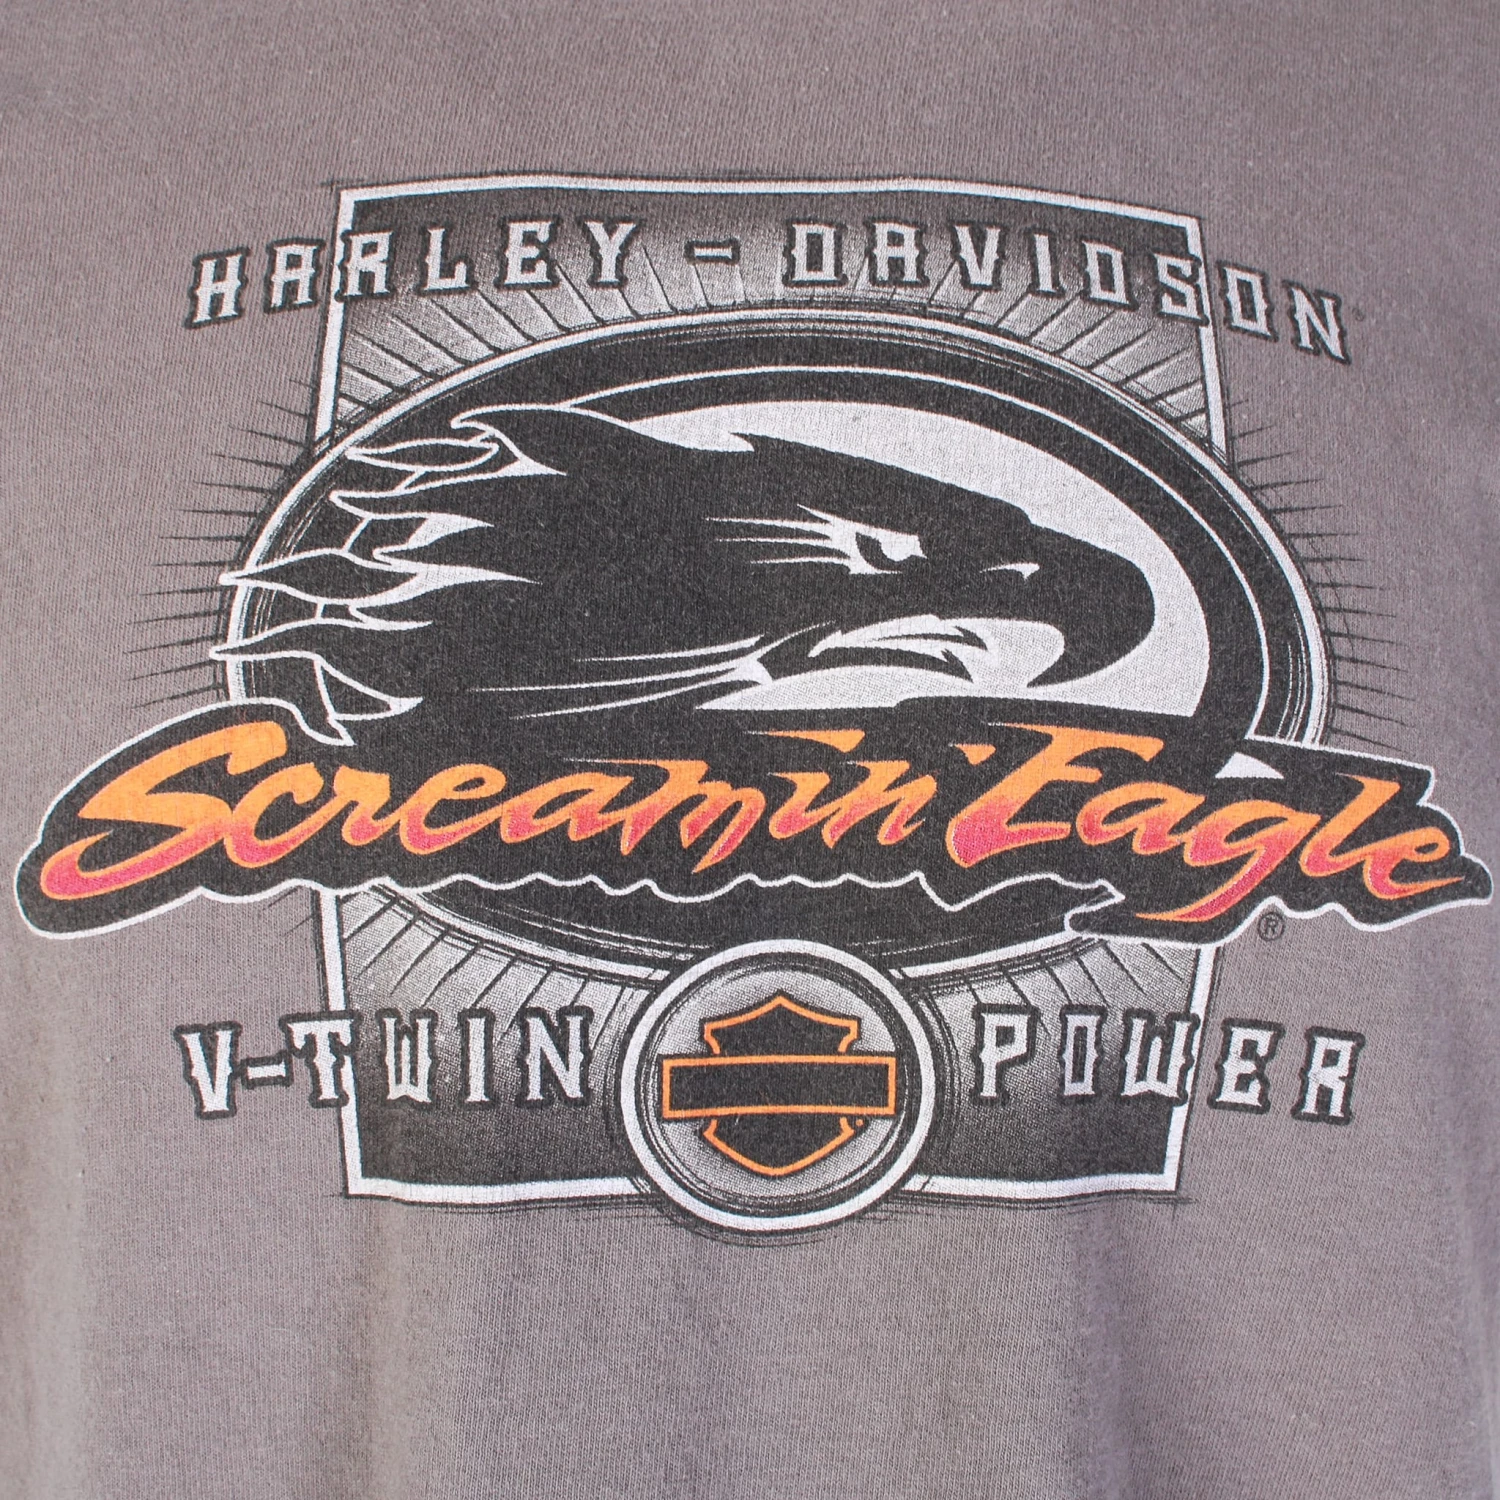 HARLEY-DAVIDSON
Screamin' Eagle
®
V-TWIN POWER